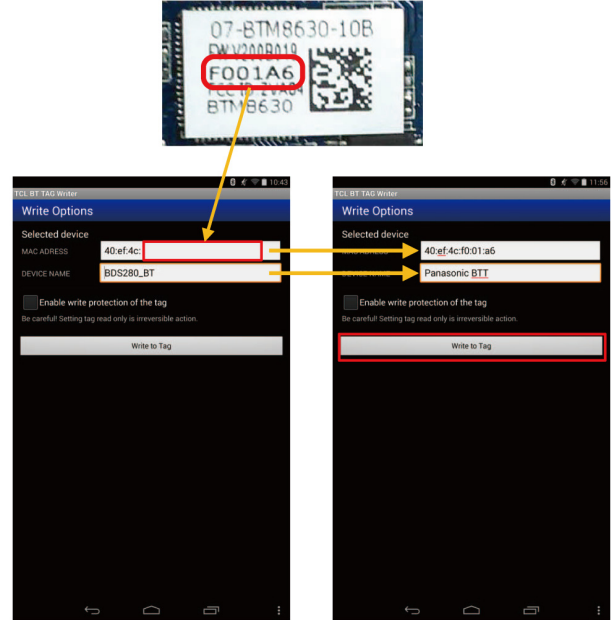 07-BTM8630-10B
FW.V200B019
F001A6
BTM8630
10:43
TCL BT TAG Writer
Write Options
Selected device
MAC ADRESS 40:ef:4c:
DEVICE NAME BDS280_BT
Enable write protection of the tag
Be careful! Setting tag read only is irreversible action.
Write to Tag
11:56
TCL BT TAG Writer
Write Options
Selected device
40:ef:4c:f0:01:a6
Panasonic BTT
Enable write protection of the tag
Be careful! Setting tag read only is irreversible action.
Write to Tag